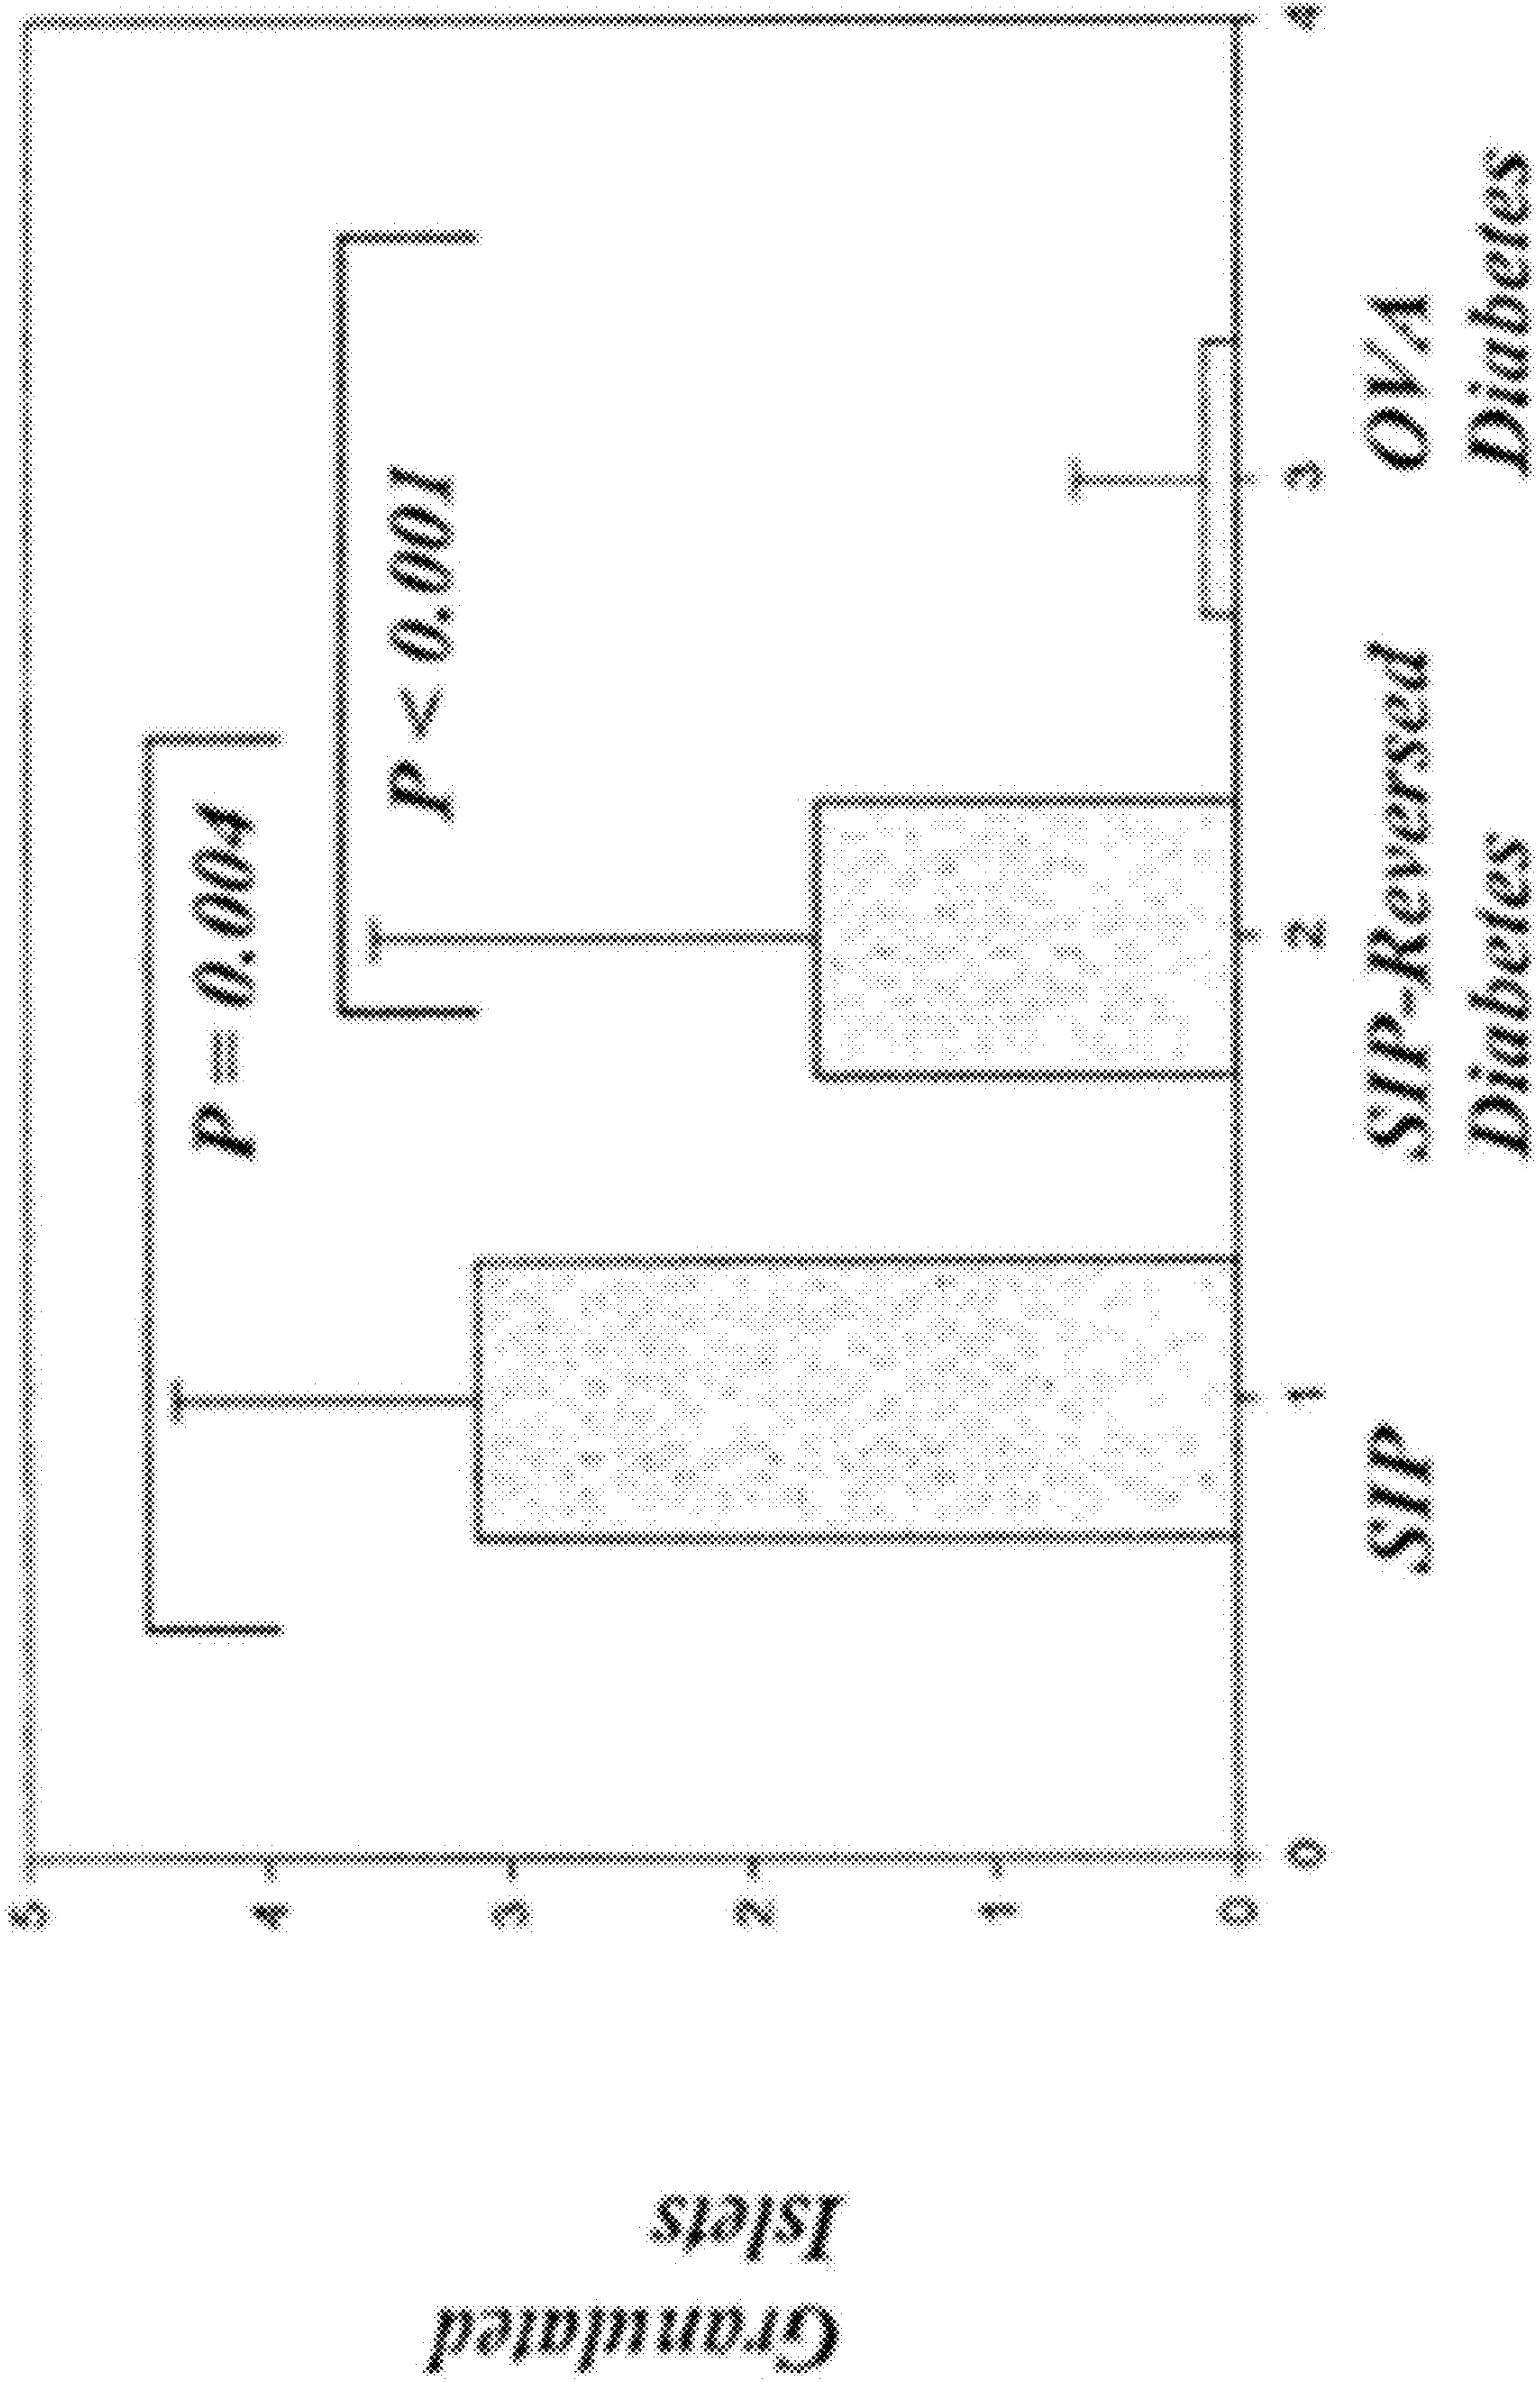 Granulated
Islets
5
4
3
2
1
0
P = 0.004
P < 0.001
0
1
2
3
4
SIP
SIP-Reversed
Diabetes
OVA
Diabetes